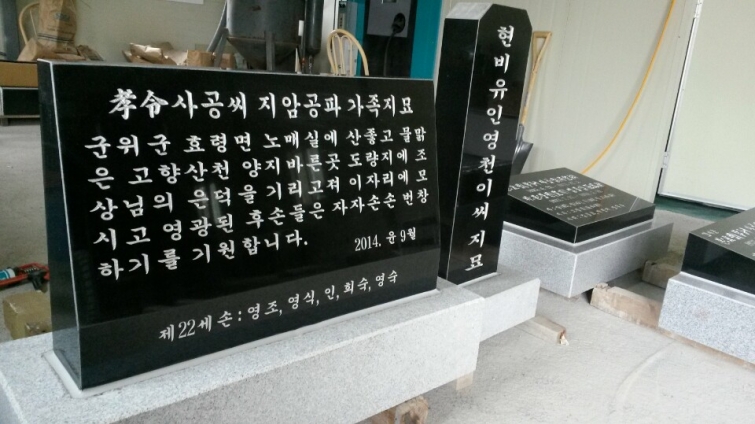 孝令사공씨 지암공파 가족지묘
군위군 효령면 노매실에 산좋고 물맑
은 고향산천 양지바른곳 도량지에 조
상님의 은덕을 기리고져 이자리에 모
시고 영광된 후손들은 자자손손 번창
하기를 기원합니다. 2014. 윤9월
제22세손 : 영조, 영식, 인, 희숙, 영숙
현비유인영천이씨지묘